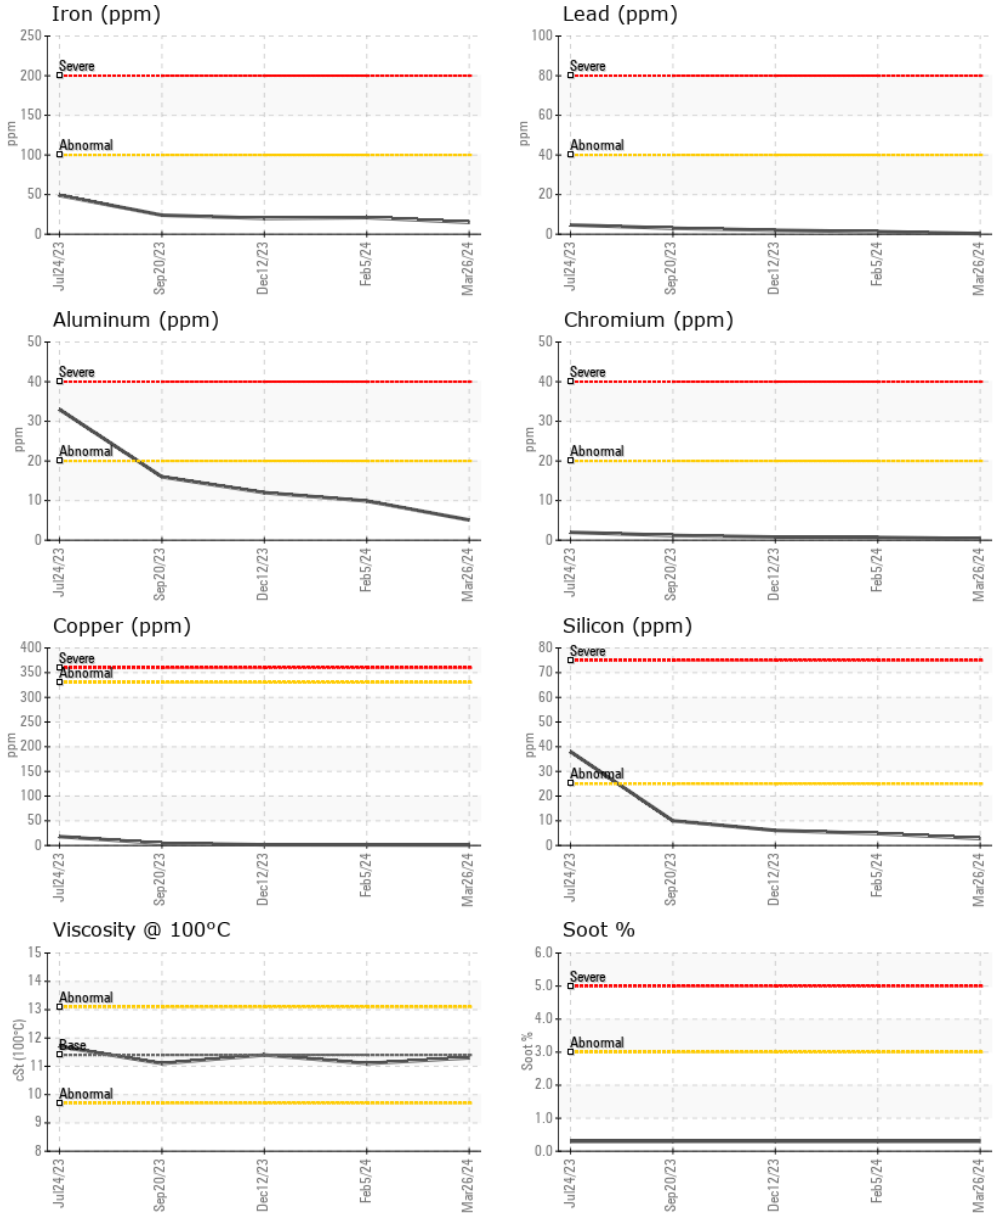 Iron (ppm)
250
200
150
100
50
0
ppm
Severe
Abnormal
Jul24/23
Sep20/23
Dec12/23
Feb5/24
Mar26/24
Lead (ppm)
100
80
60
40
20
0
ppm
Severe
Abnormal
Jul24/23
Sep20/23
Dec12/23
Feb5/24
Mar26/24
Aluminum (ppm)
50
40
30
20
10
0
ppm
Severe
Abnormal
Jul24/23
Sep20/23
Dec12/23
Feb5/24
Mar26/24
Chromium (ppm)
50
40
30
20
10
0
ppm
Severe
Abnormal
Jul24/23
Sep20/23
Dec12/23
Feb5/24
Mar26/24
Copper (ppm)
400
350
300
250
200
150
100
50
0
ppm
Severe
Abnormal
Jul24/23
Sep20/23
Dec12/23
Feb5/24
Mar26/24
Silicon (ppm)
80
70
60
50
40
30
20
10
0
ppm
Severe
Abnormal
Jul24/23
Sep20/23
Dec12/23
Feb5/24
Mar26/24
Viscosity @ 100°C
15
14
13
12
11
10
9
8
cSt (100°C)
Abnormal
Base
Abnormal
Jul24/23
Sep20/23
Dec12/23
Feb5/24
Mar26/24
Soot %
6.0
5.0
4.0
3.0
2.0
1.0
0.0
Soot %
Severe
Abnormal
Jul24/23
Sep20/23
Dec12/23
Feb5/24
Mar26/24